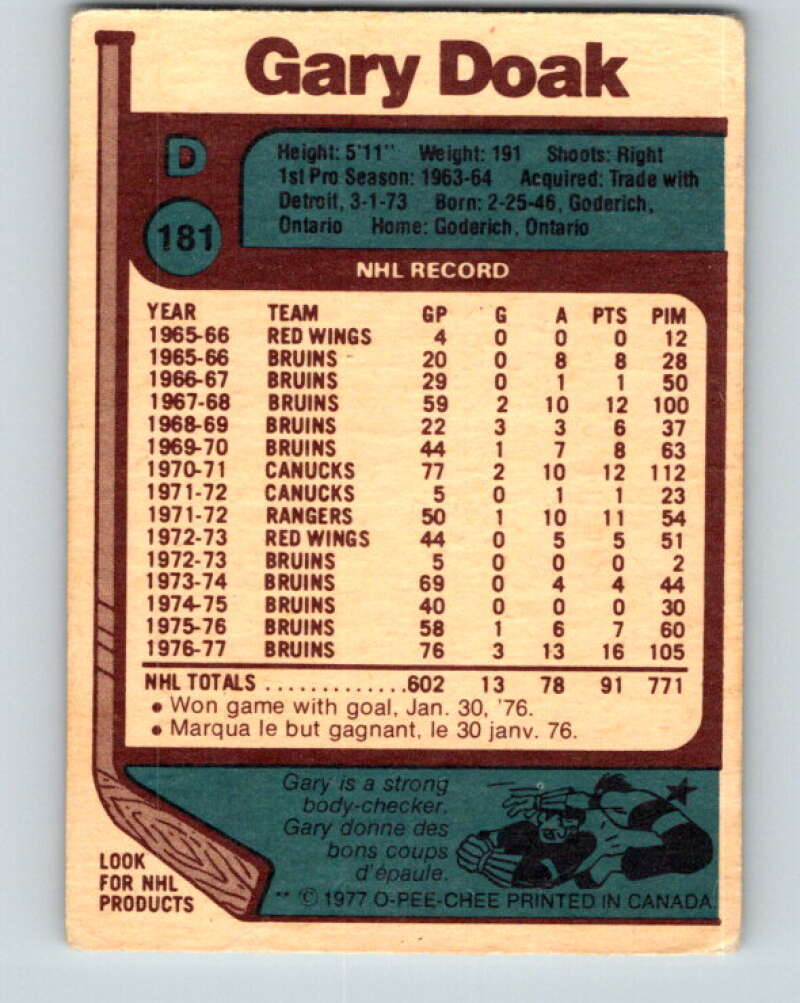 Gary Doak
D
181
Height: 5'11" Weight: 191 Shoots: Right
1st Pro Season: 1963-64 Acquired: Trade with
Detroit, 3-1-73 Born: 2-25-46, Goderich,
Ontario Home: Goderich, Ontario
NHL RECORD
YEAR TEAM GP G A PTS PIM
1965-66 RED WINGS 4 0 0 0 12
1965-66 BRUINS 20 0 8 8 28
1966-67 BRUINS 29 0 1 1 50
1967-68 BRUINS 59 2 10 12 100
1968-69 BRUINS 22 3 3 6 37
1969-70 BRUINS 44 1 7 8 63
1970-71 CANUCKS 77 2 10 12 112
1971-72 CANUCKS 5 0 1 1 23
1971-72 RANGERS 50 1 10 11 54
1972-73 RED WINGS 44 0 5 5 51
1972-73 BRUINS 5 0 0 0 2
1973-74 BRUINS 69 0 4 4 44
1974-75 BRUINS 40 0 0 0 30
1975-76 BRUINS 58 1 6 7 60
1976-77 BRUINS 76 3 13 16 105
NHL TOTALS .............602 13 78 91 771
• Won game with goal, Jan. 30, '76.
• Marqua le but gagnant, le 30 janv. 76.
Gary is a strong
body-checker.
Gary donne des
bons coups
d'épaule.
LOOK
FOR NHL
PRODUCTS
** © 1977 O-PEE-CHEE PRINTED IN CANADA.